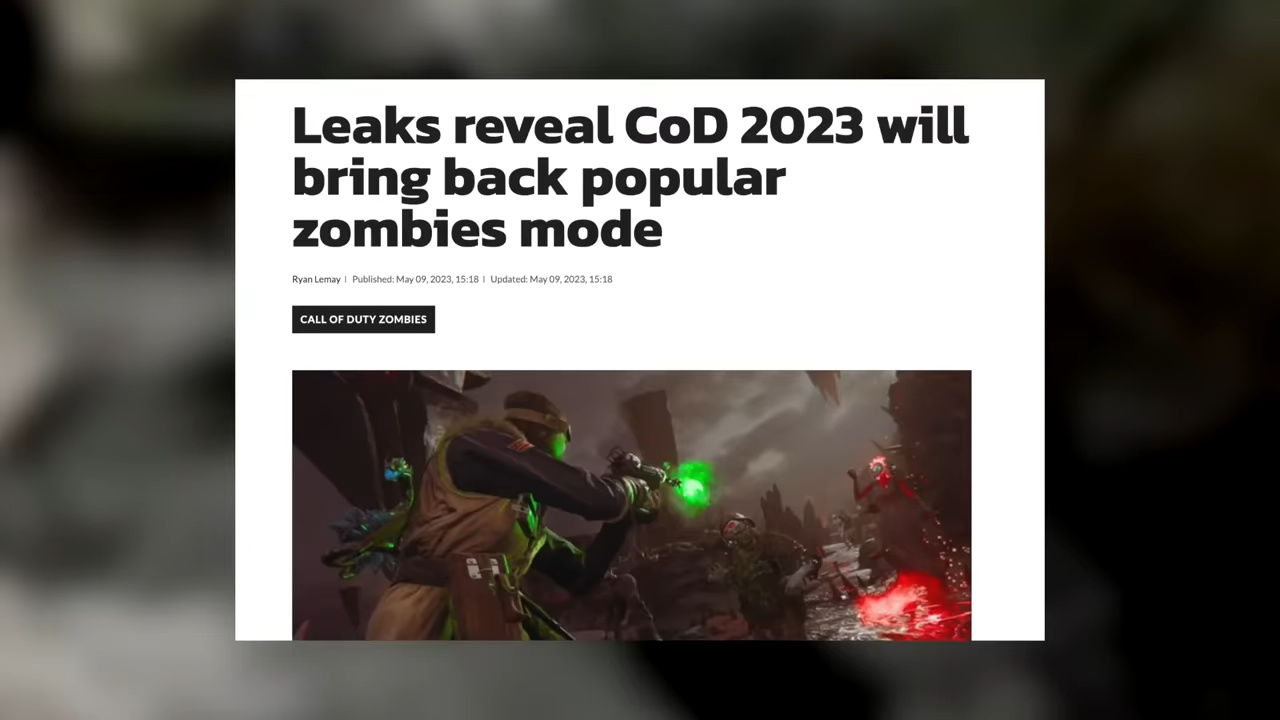 Leaks reveal CoD 2023 will
bring back popular
zombies mode
Ryan Lemay | Published: May 09, 2023, 15:18 | Updated: May 09, 2023, 15:18
CALL OF DUTY ZOMBIES